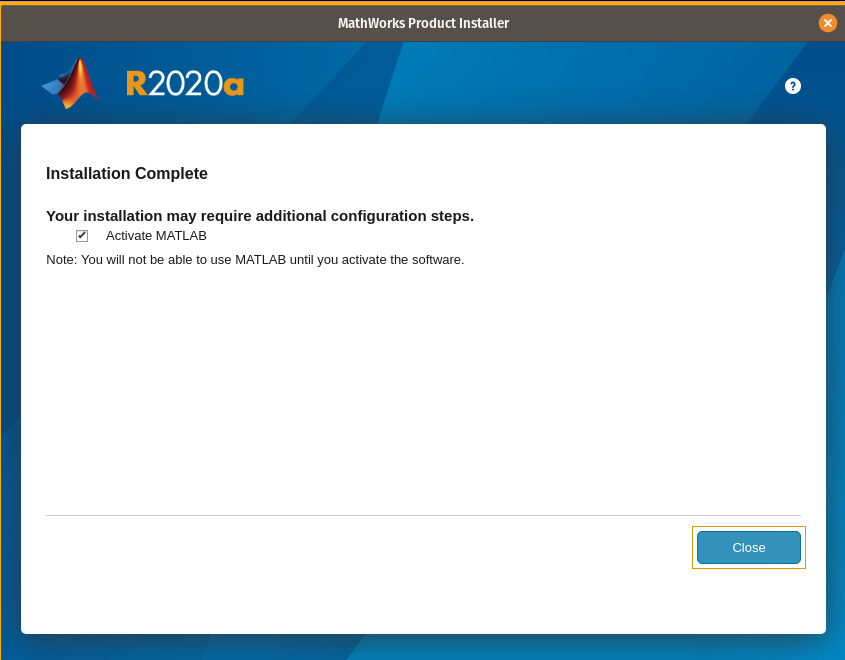 MathWorks Product Installer
R2020a
?
Installation Complete
Your installation may require additional configuration steps.
Activate MATLAB
Note: You will not be able to use MATLAB until you activate the software.
Close